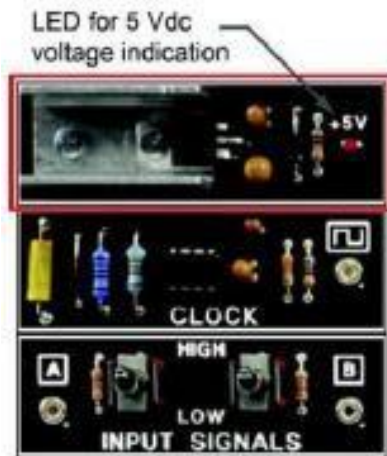 LED for 5 Vdc
voltage indication
+5V
CLOCK
HIGH
A
B
LOW
INPUT SIGNALS